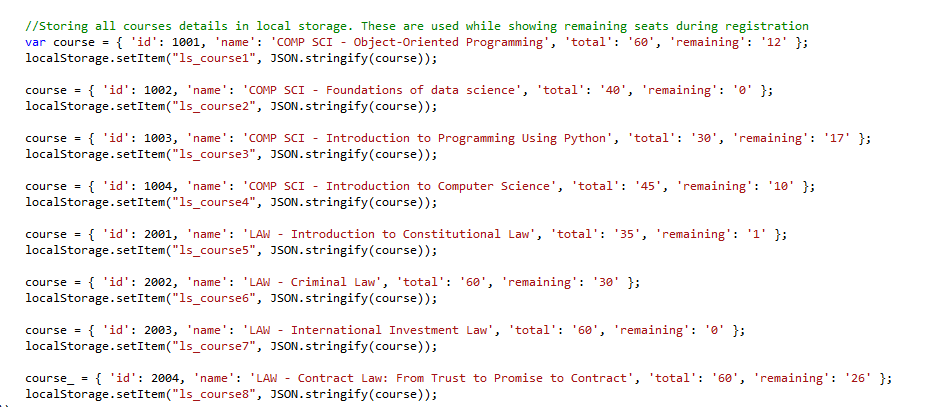 //Storing all courses details in local storage. These are used while showing remaining seats during registration
var course = { 'id': 1001, 'name': 'COMP SCI - Object-Oriented Programming', 'total': '60', 'remaining': '12' };
localStorage.setItem("ls_course1", JSON.stringify(course));
course = { 'id': 1002, 'name': 'COMP SCI - Foundations of data science', 'total': '40', 'remaining': '0' };
localStorage.setItem("ls_course2", JSON.stringify(course));
course = { 'id': 1003, 'name': 'COMP SCI - Introduction to Programming Using Python', 'total': '30', 'remaining': '17' };
localStorage.setItem("ls_course3", JSON.stringify(course));
course = { 'id': 1004, 'name': 'COMP SCI - Introduction to Computer Science', 'total': '45', 'remaining': '10' };
localStorage.setItem("ls_course4", JSON.stringify(course));
course = { 'id': 2001, 'name': 'LAW - Introduction to Constitutional Law', 'total': '35', 'remaining': '1' };
localStorage.setItem("ls_course5", JSON.stringify(course));
course = { 'id': 2002, 'name': 'LAW - Criminal Law', 'total': '60', 'remaining': '30' };
localStorage.setItem("ls_course6", JSON.stringify(course));
course = { 'id': 2003, 'name': 'LAW - International Investment Law', 'total': '60', 'remaining': '0' };
localStorage.setItem("ls_course7", JSON.stringify(course));
course_ = { 'id': 2004, 'name': 'LAW - Contract Law: From Trust to Promise to Contract', 'total': '60', 'remaining': '26' };
localStorage.setItem("ls_course8", JSON.stringify(course));